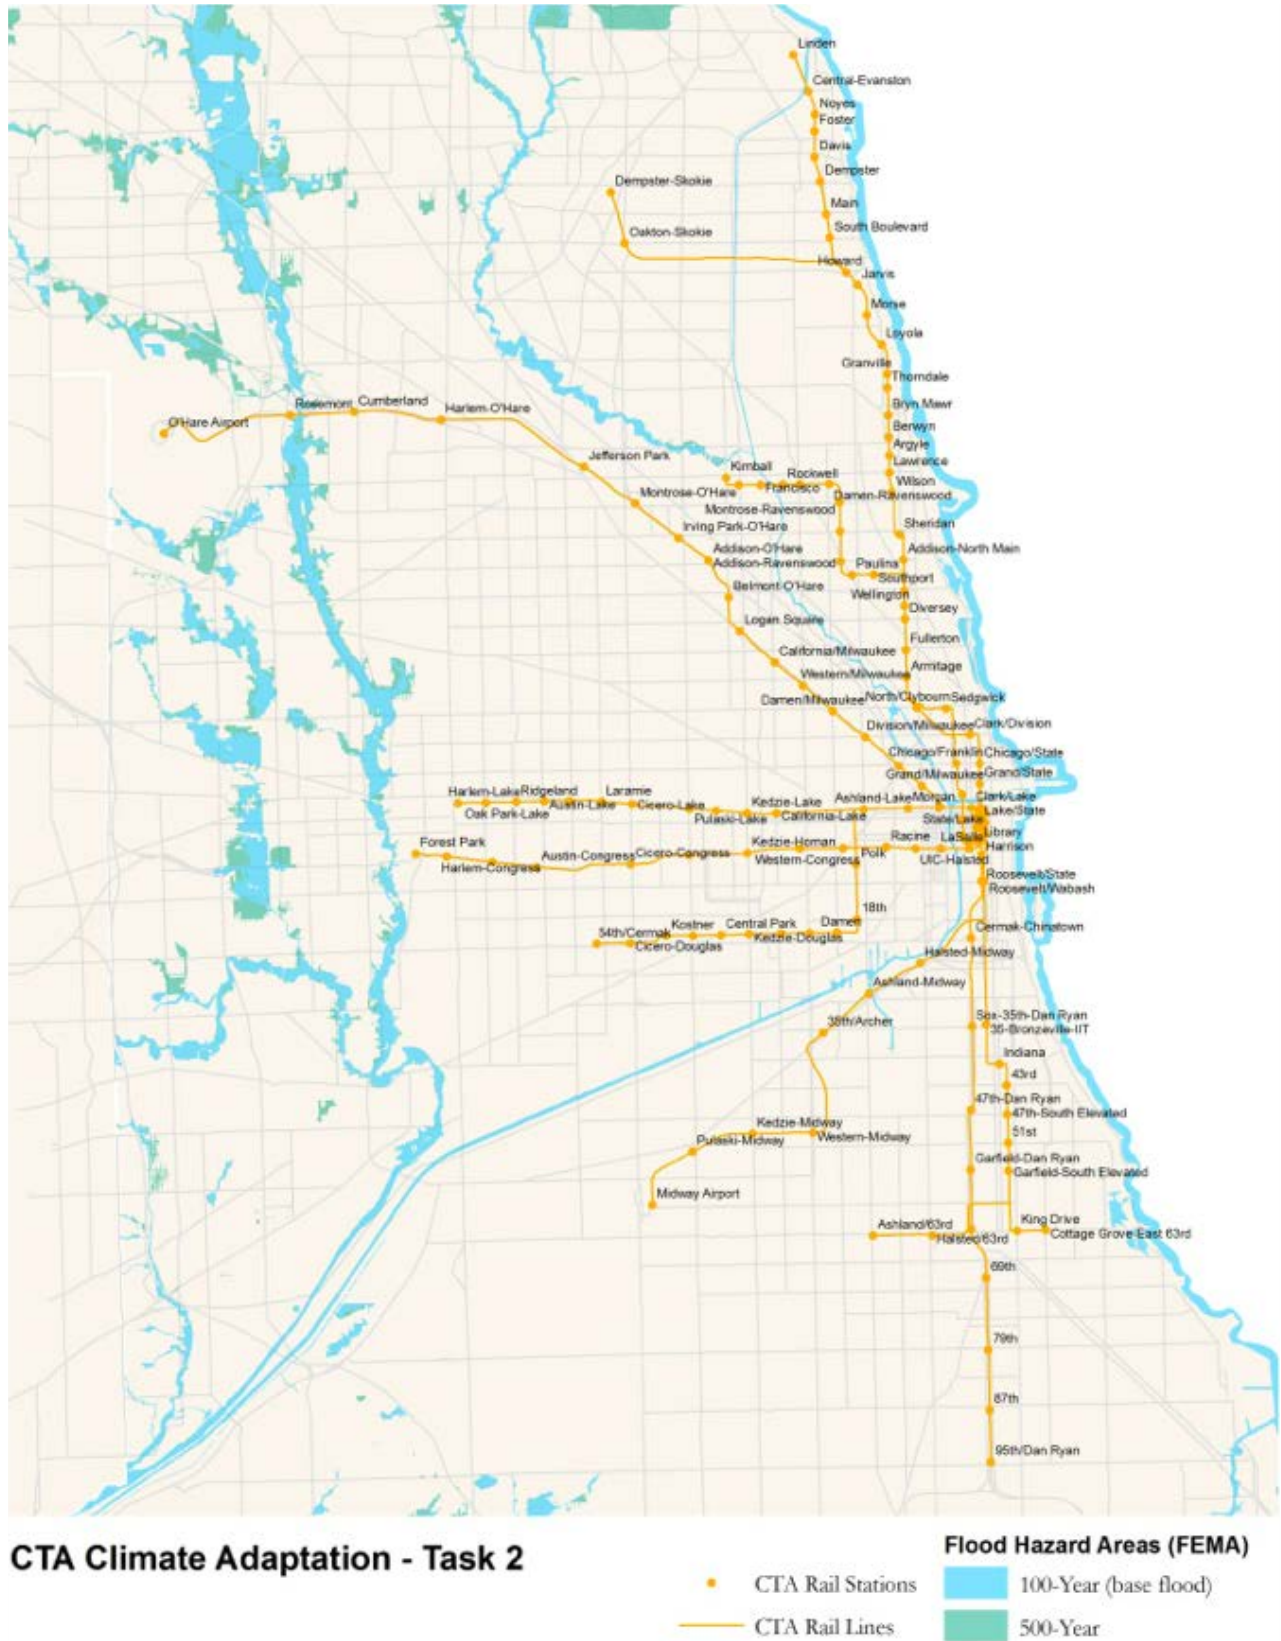 Linden
Central-Evanston
Noyes
Foster
Davis
Dempster
Dempster-Skokie
Main
South Boulevard
Oakton-Skokie
Howard
Jarvis
Morse
Loyola
Granville
Thorndale
Rosemont
Cumberland
Harlem-O'Hare
Bryn Mawr
O'Hare Airport
Berwyn
Argyle
Jefferson Park
Lawrence
Kimball
Rockwell
Wilson
Montrose-O'Hare
Francisco
Damen-Ravenswood
Montrose-Ravenswood
Irving Park-O'Hare
Sheridan
Addison-O'Hare
Addison-North Main
Addison-Ravenswood
Paulina
Southport
Belmont-O'Hare
Wellington
Diversey
Logan Square
Fullerton
California/Milwaukee
Armitage
Western/Milwaukee
Damen/Milwaukee
North/Clybourn
Sedgwick
Division/Milwaukee
Clark/Division
Chicago/Franklin
Chicago/State
Grand/Milwaukee
Grand/State
Harlem-Lake
Ridgeland
Laramie
Ashland-Lake
Morgan
Clark/Lake
Austin-Lake
Cicero-Lake
Kedzie-Lake
Oak Park-Lake
Pulaski-Lake
California-Lake
State/Lake
Lake/State
Forest Park
Kedzie-Homan
Racine
LaSalle
Library
Harlem-Congress
Austin-Congress
Cicero-Congress
Western-Congress
Polk
UIC-Halsted
Harrison
Roosevelt/State
Roosevelt/Wabash
18th
54th/Cermak
Kostner
Central Park
Damen
Cermak-Chinatown
Cicero-Douglas
Kedzie-Douglas
Halsted-Midway
Ashland-Midway
35th/Archer
Sox-35th-Dan Ryan
35-Bronzeville-IIT
Indiana
43rd
47th-Dan Ryan
47th-South Elevated
Kedzie-Midway
51st
Pulaski-Midway
Western-Midway
Garfield-Dan Ryan
Garfield-South Elevated
Midway Airport
Ashland/63rd
Halsted/63rd
King Drive
Cottage Grove-East 63rd
69th
79th
87th
95th/Dan Ryan
CTA Climate Adaptation - Task 2
Flood Hazard Areas (FEMA)
CTA Rail Stations
100-Year (base flood)
CTA Rail Lines
500-Year